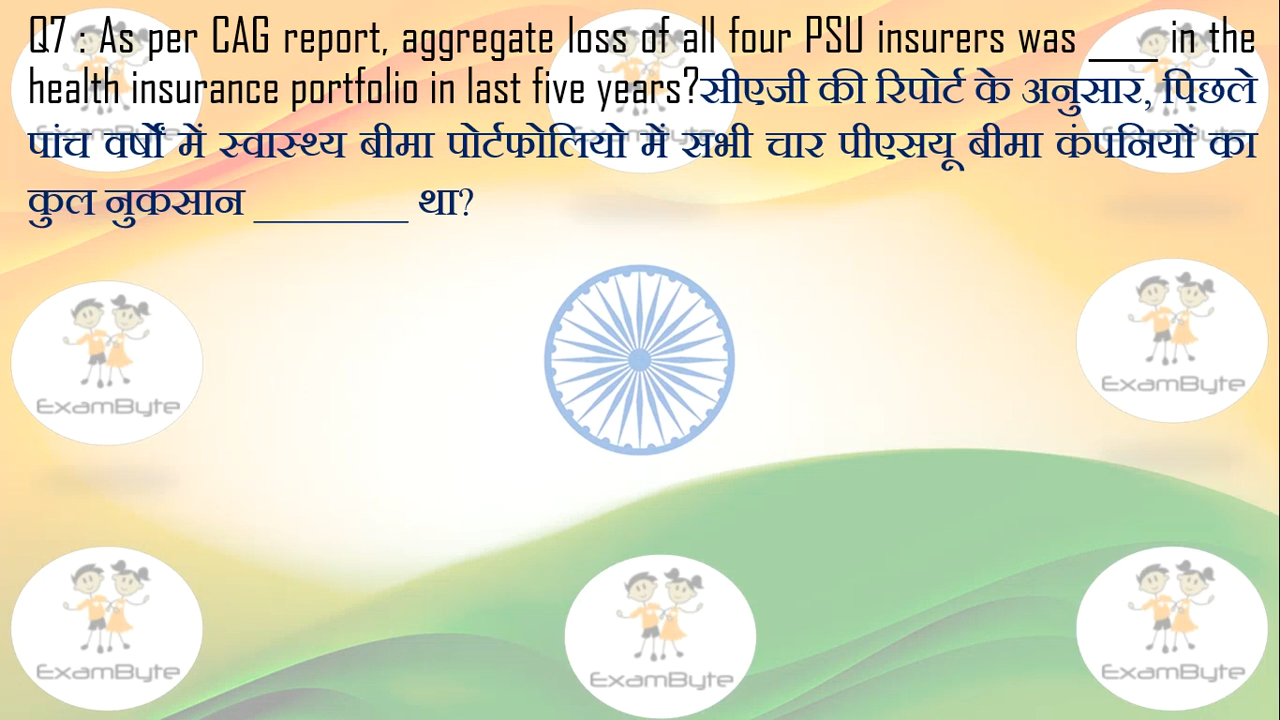 Q7 : As per CAG report, aggregate loss of all four PSU insurers was ____ in the
health insurance portfolio in last five years?सीएजी की रिपोर्ट के अनुसार, पिछले
पांच वर्षों में स्वास्थ्य बीमा पोर्टफोलियो में सभी चार पीएसयू बीमा कंपनियों का
कुल नुकसान ________ था?
ExamByte
ExamByte
ExamByte
ExamByte
ExamByte